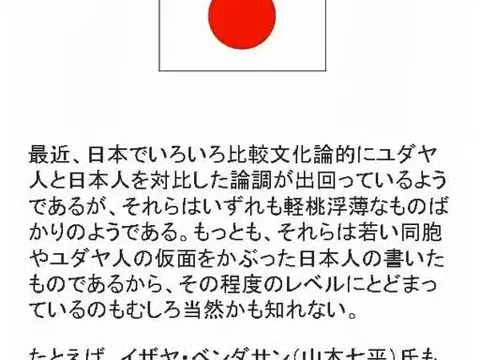 最近、日本でいろいろ比較文化論的にユダヤ
人と日本人を対比した論調が出回っているよう
であるが、それらはいずれも軽桃浮薄なものば
かりのようである。もっとも、それらは若い同胞
やユダヤ人の仮面をかぶった日本人の書いた
ものであるから、その程度のレベルにとどまっ
ているのもむしろ当然かも知れない。
たとえば、イザヤ・ベンダサン(山本七平)氏も